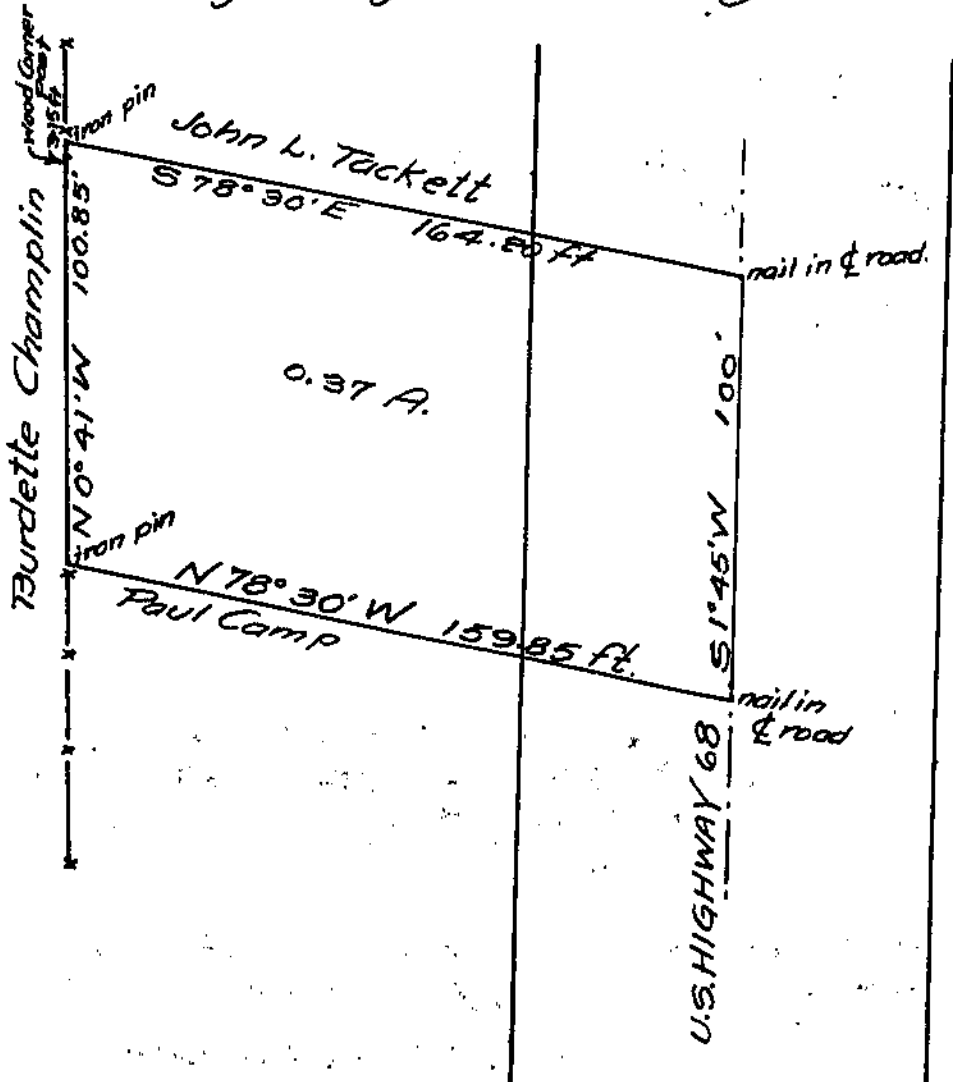 Wood Corner
Post
iron pin
John L. Tackett
S 78° 30' E 164.80 ft
nail in ℄ road.
Burdette Champlin
N 0° 41' W 100.85'
0.37 A.
S 1° 45' W 100'
iron pin
N 78° 30' W 159.85 ft.
Paul Camp
nail in
℄ road
U.S. HIGHWAY 68